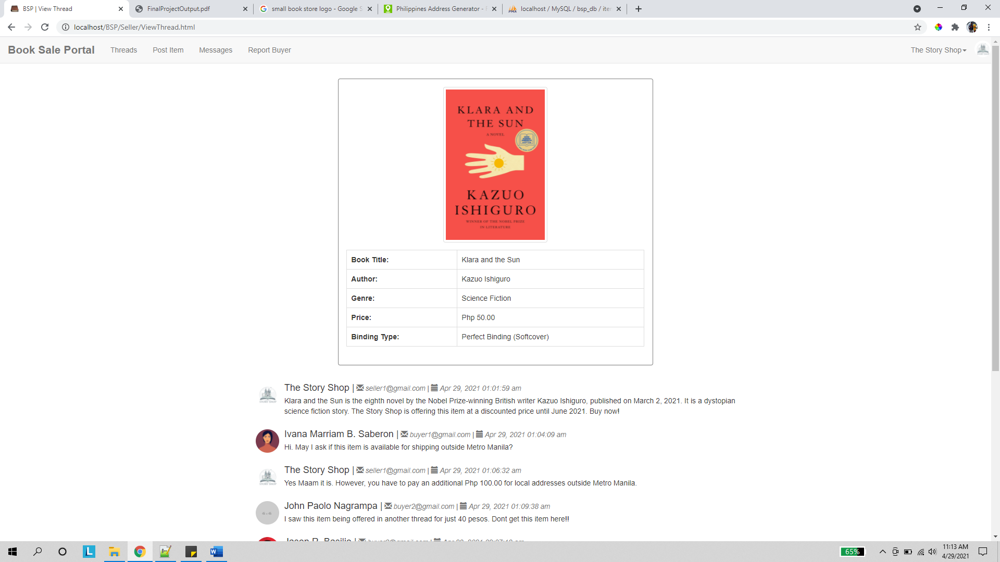 BSP | View Thread
FinalProjectOutput.pdf
small book store logo - Google S
Philippines Address Generator -
localhost / MySQL / bsp_db / ite
localhost/BSP/Seller/ViewThread.html
Book Sale Portal
Threads
Post Item
Messages
Report Buyer
The Story Shop
KLARA AND
THE SUN
A NOVEL
KAZUO
ISHIGURO
WINNER OF THE NOBEL PRIZE
IN LITERATURE
Book Title: Klara and the Sun
Author: Kazuo Ishiguro
Genre: Science Fiction
Price: Php 50.00
Binding Type: Perfect Binding (Softcover)
The Story Shop | seller1@gmail.com | Apr 29, 2021 01:01:59 am
Klara and the Sun is the eighth novel by the Nobel Prize-winning British writer Kazuo Ishiguro, published on March 2, 2021. It is a dystopian
science fiction story. The Story Shop is offering this item at a discounted price until June 2021. Buy now!
Ivana Marriam B. Saberon | buyer1@gmail.com | Apr 29, 2021 01:04:09 am
Hi. May I ask if this item is available for shipping outside Metro Manila?
The Story Shop | seller1@gmail.com | Apr 29, 2021 01:06:32 am
Yes Maam it is. However, you have to pay an additional Php 100.00 for local addresses outside Metro Manila.
John Paolo Nagrampa | buyer2@gmail.com | Apr 29, 2021 01:09:38 am
I saw this item being offered in another thread for just 40 pesos. Dont get this item here!!
65%
11:13 AM
4/29/2021